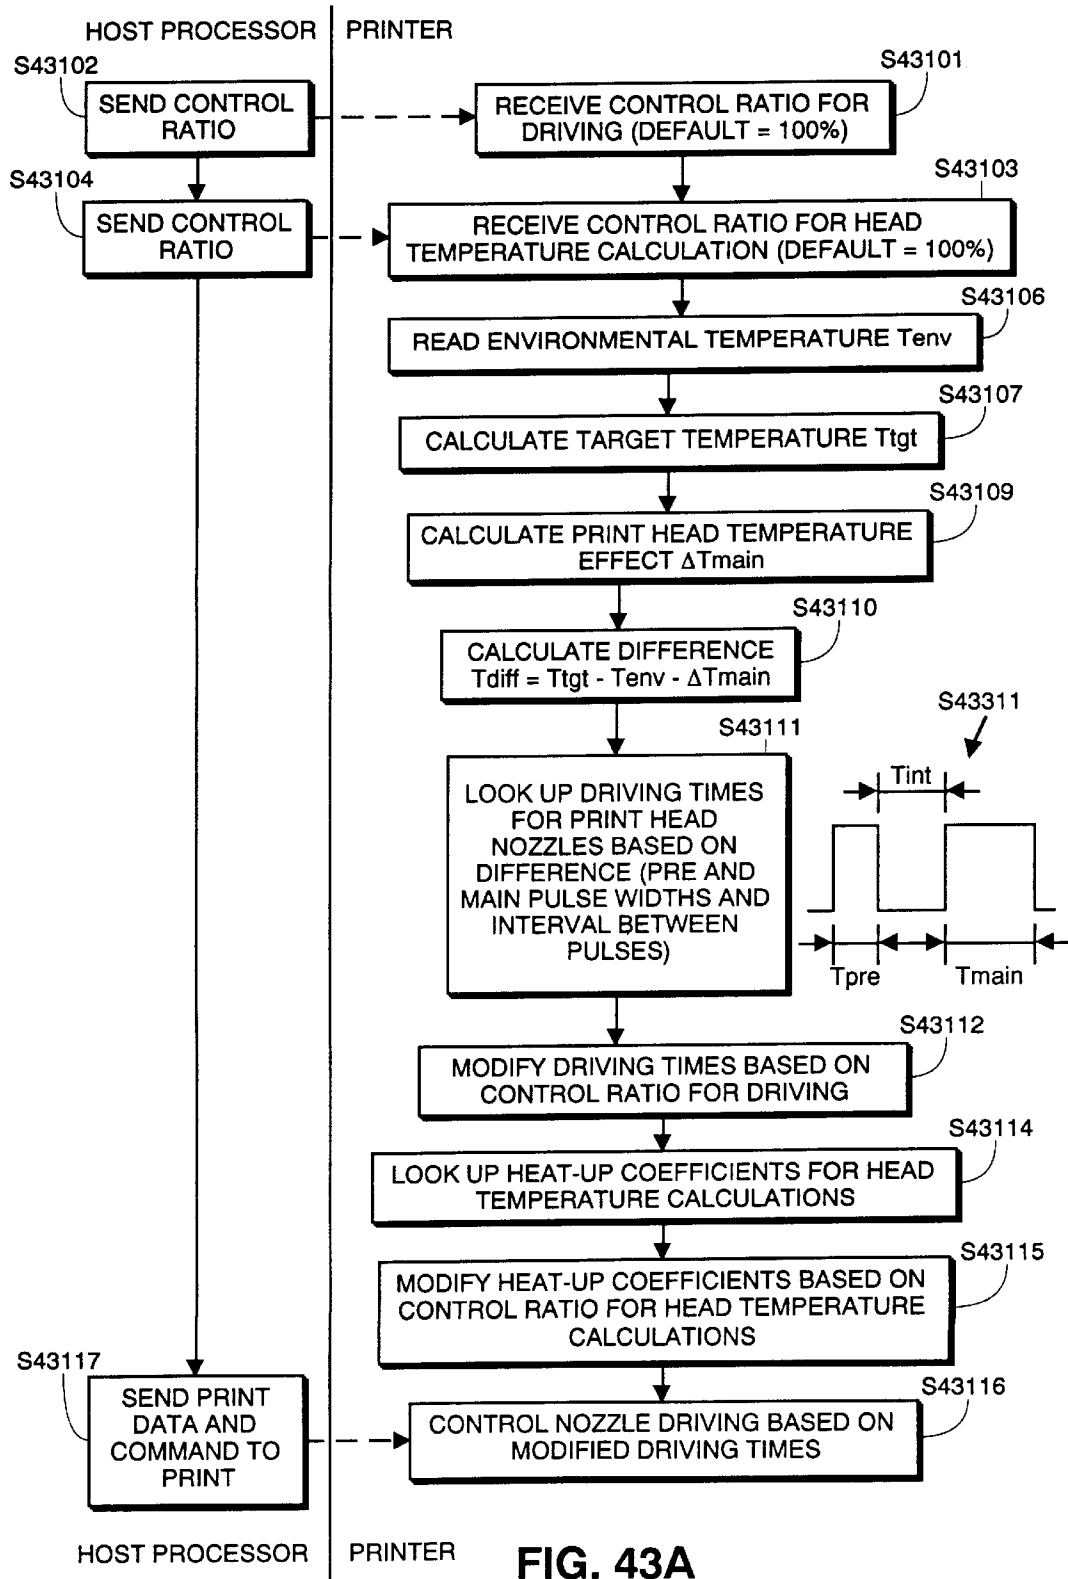 HOST PROCESSOR
PRINTER
S43102
SEND CONTROL
RATIO
S43101
RECEIVE CONTROL RATIO FOR
DRIVING (DEFAULT = 100%)
S43104
SEND CONTROL
RATIO
S43103
RECEIVE CONTROL RATIO FOR HEAD
TEMPERATURE CALCULATION (DEFAULT = 100%)
S43106
READ ENVIRONMENTAL TEMPERATURE Tenv
S43107
CALCULATE TARGET TEMPERATURE Ttgt
S43109
CALCULATE PRINT HEAD TEMPERATURE
EFFECT ΔTmain
S43110
CALCULATE DIFFERENCE
Tdiff = Ttgt - Tenv - ΔTmain
S43111
LOOK UP DRIVING TIMES
FOR PRINT HEAD
NOZZLES BASED ON
DIFFERENCE (PRE AND
MAIN PULSE WIDTHS AND
INTERVAL BETWEEN
PULSES)
S43311
Tint
Tpre
Tmain
S43112
MODIFY DRIVING TIMES BASED ON
CONTROL RATIO FOR DRIVING
S43114
LOOK UP HEAT-UP COEFFICIENTS FOR HEAD
TEMPERATURE CALCULATIONS
S43115
MODIFY HEAT-UP COEFFICIENTS BASED ON
CONTROL RATIO FOR HEAD TEMPERATURE
CALCULATIONS
S43117
SEND PRINT
DATA AND
COMMAND TO
PRINT
S43116
CONTROL NOZZLE DRIVING BASED ON
MODIFIED DRIVING TIMES
HOST PROCESSOR
PRINTER
FIG. 43A